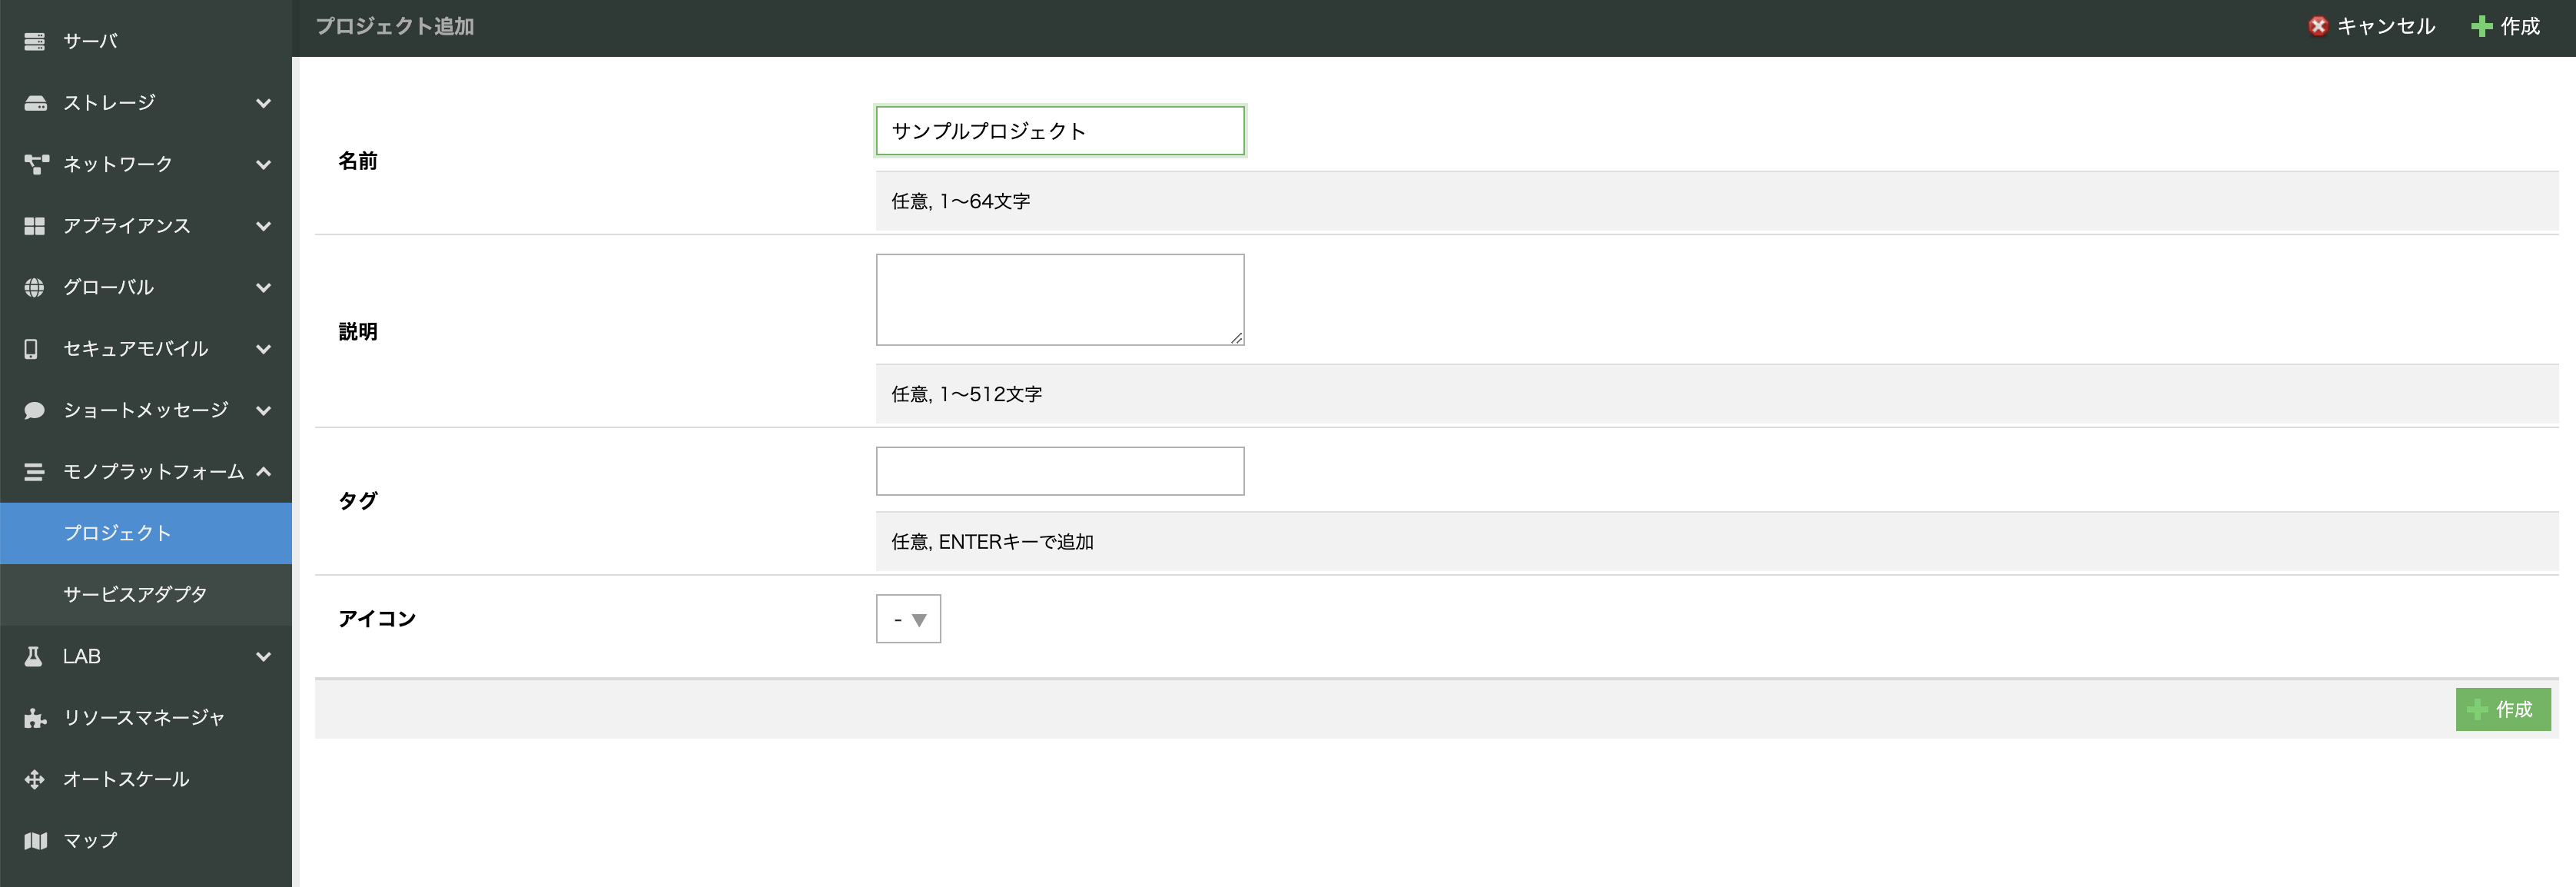 サーバ
ストレージ
ネットワーク
アプライアンス
グローバル
セキュアモバイル
ショートメッセージ
モノプラットフォーム
プロジェクト
サービスアダプタ
LAB
リソースマネージャ
オートスケール
マップ
プロジェクト追加
キャンセル
作成
名前
サンプルプロジェクト
任意, 1〜64文字
説明
任意, 1〜512文字
タグ
任意, ENTERキーで追加
アイコン
-
作成